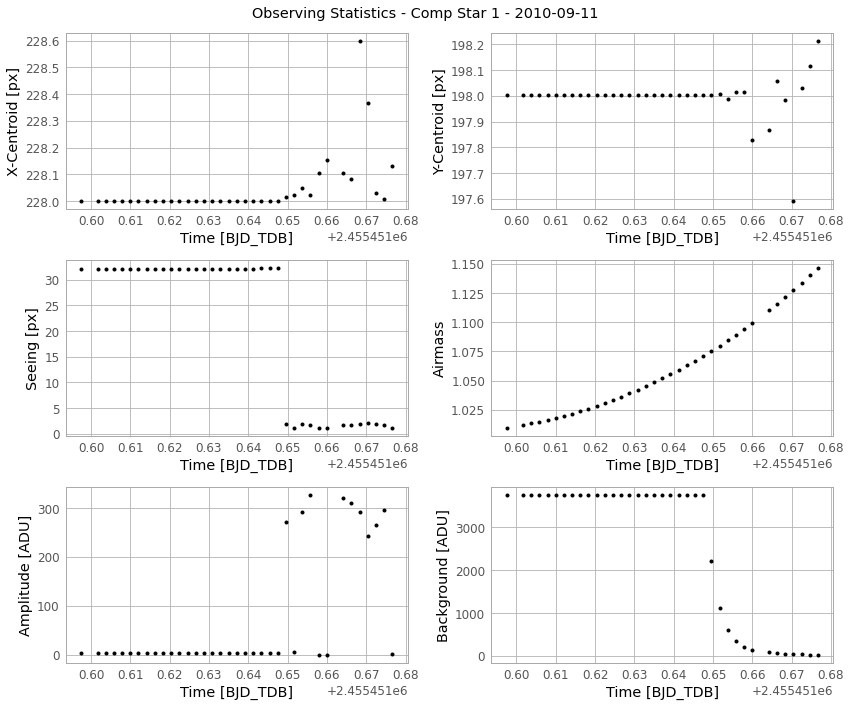 Observing Statistics - Comp Star 1 - 2010-09-11
X-Centroid [px]
228.6
228.5
228.4
228.3
228.2
228.1
228.0
0.60 0.61 0.62 0.63 0.64 0.65 0.66 0.67 0.68
Time [BJD_TDB]
+2.455451e6
Y-Centroid [px]
198.2
198.1
198.0
197.9
197.8
197.7
197.6
0.60 0.61 0.62 0.63 0.64 0.65 0.66 0.67 0.68
Time [BJD_TDB]
+2.455451e6
Seeing [px]
30
25
20
15
10
5
0
0.60 0.61 0.62 0.63 0.64 0.65 0.66 0.67 0.68
Time [BJD_TDB]
+2.455451e6
Airmass
1.150
1.125
1.100
1.075
1.050
1.025
0.60 0.61 0.62 0.63 0.64 0.65 0.66 0.67 0.68
Time [BJD_TDB]
+2.455451e6
Amplitude [ADU]
300
200
100
0
0.60 0.61 0.62 0.63 0.64 0.65 0.66 0.67 0.68
Time [BJD_TDB]
+2.455451e6
Background [ADU]
3000
2000
1000
0
0.60 0.61 0.62 0.63 0.64 0.65 0.66 0.67 0.68
Time [BJD_TDB]
+2.455451e6